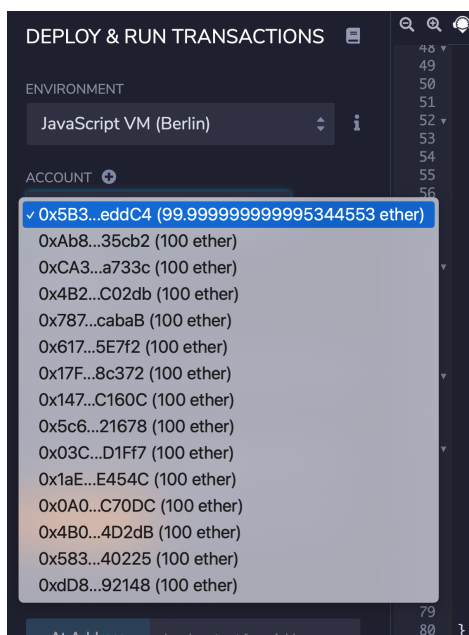 DEPLOY & RUN TRANSACTIONS
ENVIRONMENT
JavaScript VM (Berlin)
ACCOUNT
✓ 0x5B3...eddC4 (99.999999999995344553 ether)
0xAb8...35cb2 (100 ether)
0xCA3...a733c (100 ether)
0x4B2...C02db (100 ether)
0x787...cabaB (100 ether)
0x617...5E7f2 (100 ether)
0x17F...8c372 (100 ether)
0x147...C160C (100 ether)
0x5c6...21678 (100 ether)
0x03C...D1Ff7 (100 ether)
0x1aE...E454C (100 ether)
0x0A0...C70DC (100 ether)
0x4B0...4D2dB (100 ether)
0x583...40225 (100 ether)
0xdD8...92148 (100 ether)
48
49
50
51
52
53
54
55
56
79
80 }